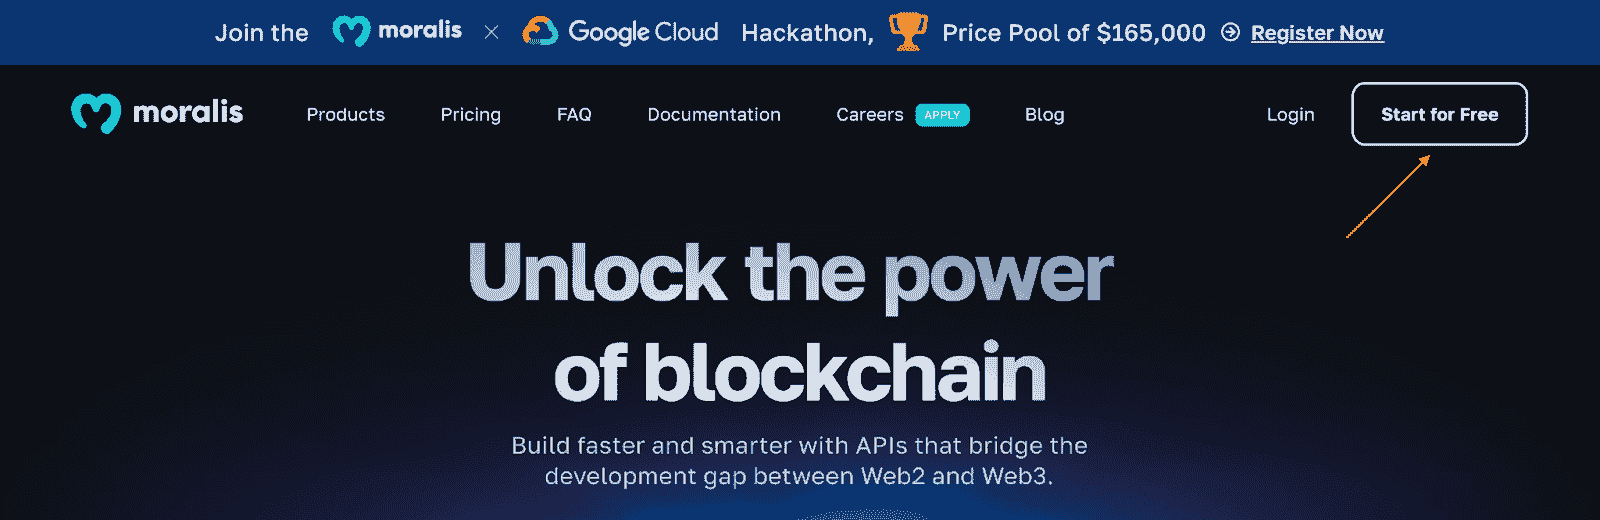 Join the moralis × Google Cloud Hackathon, Price Pool of $165,000 Register Now
moralis Products Pricing FAQ Documentation Careers APPLY Blog Login Start for Free
Unlock the power
of blockchain
Build faster and smarter with APIs that bridge the
development gap between Web2 and Web3.